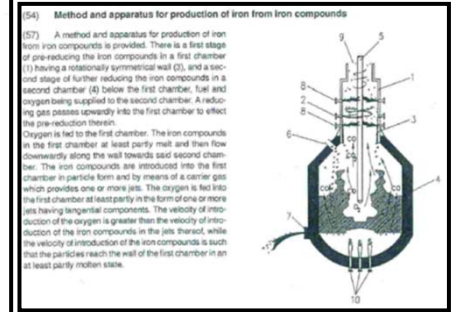 (54) Method and apparatus for production of iron from iron compounds
(57) A method and apparatus for production of iron
from iron compounds is provided. There is a first stage
of pre-reducing the iron compounds in a first chamber
(1) having a rotationally symmetrical wall (3), and a sec-
ond stage of further reducing the iron compounds in a
second chamber (4) below the first chamber, fuel and
oxygen being supplied to the second chamber. A reduc-
ing gas passes upwardly into the first chamber to effect
the pre-reduction therein.
Oxygen is fed to the first chamber. The iron compounds
in the first chamber at least partly melt and then flow
downwardly along the wall towards said second cham-
ber. The iron compounds are introduced into the first
chamber in particle form and by means of a carrier gas
which provides one or more jets. The oxygen is fed into
the first chamber at least partly in the form of one or more
jets having tangential components. The velocity of intro-
duction of the oxygen is greater than the velocity of intro-
duction of the iron compounds in the jets thereof, while
the velocity of introduction of the iron compounds is such
that the particles reach the wall of the first chamber in an
at least partly molten state.
9 5
1
8
2
8
3
6
CO
4
CO CO
O₂
7
10